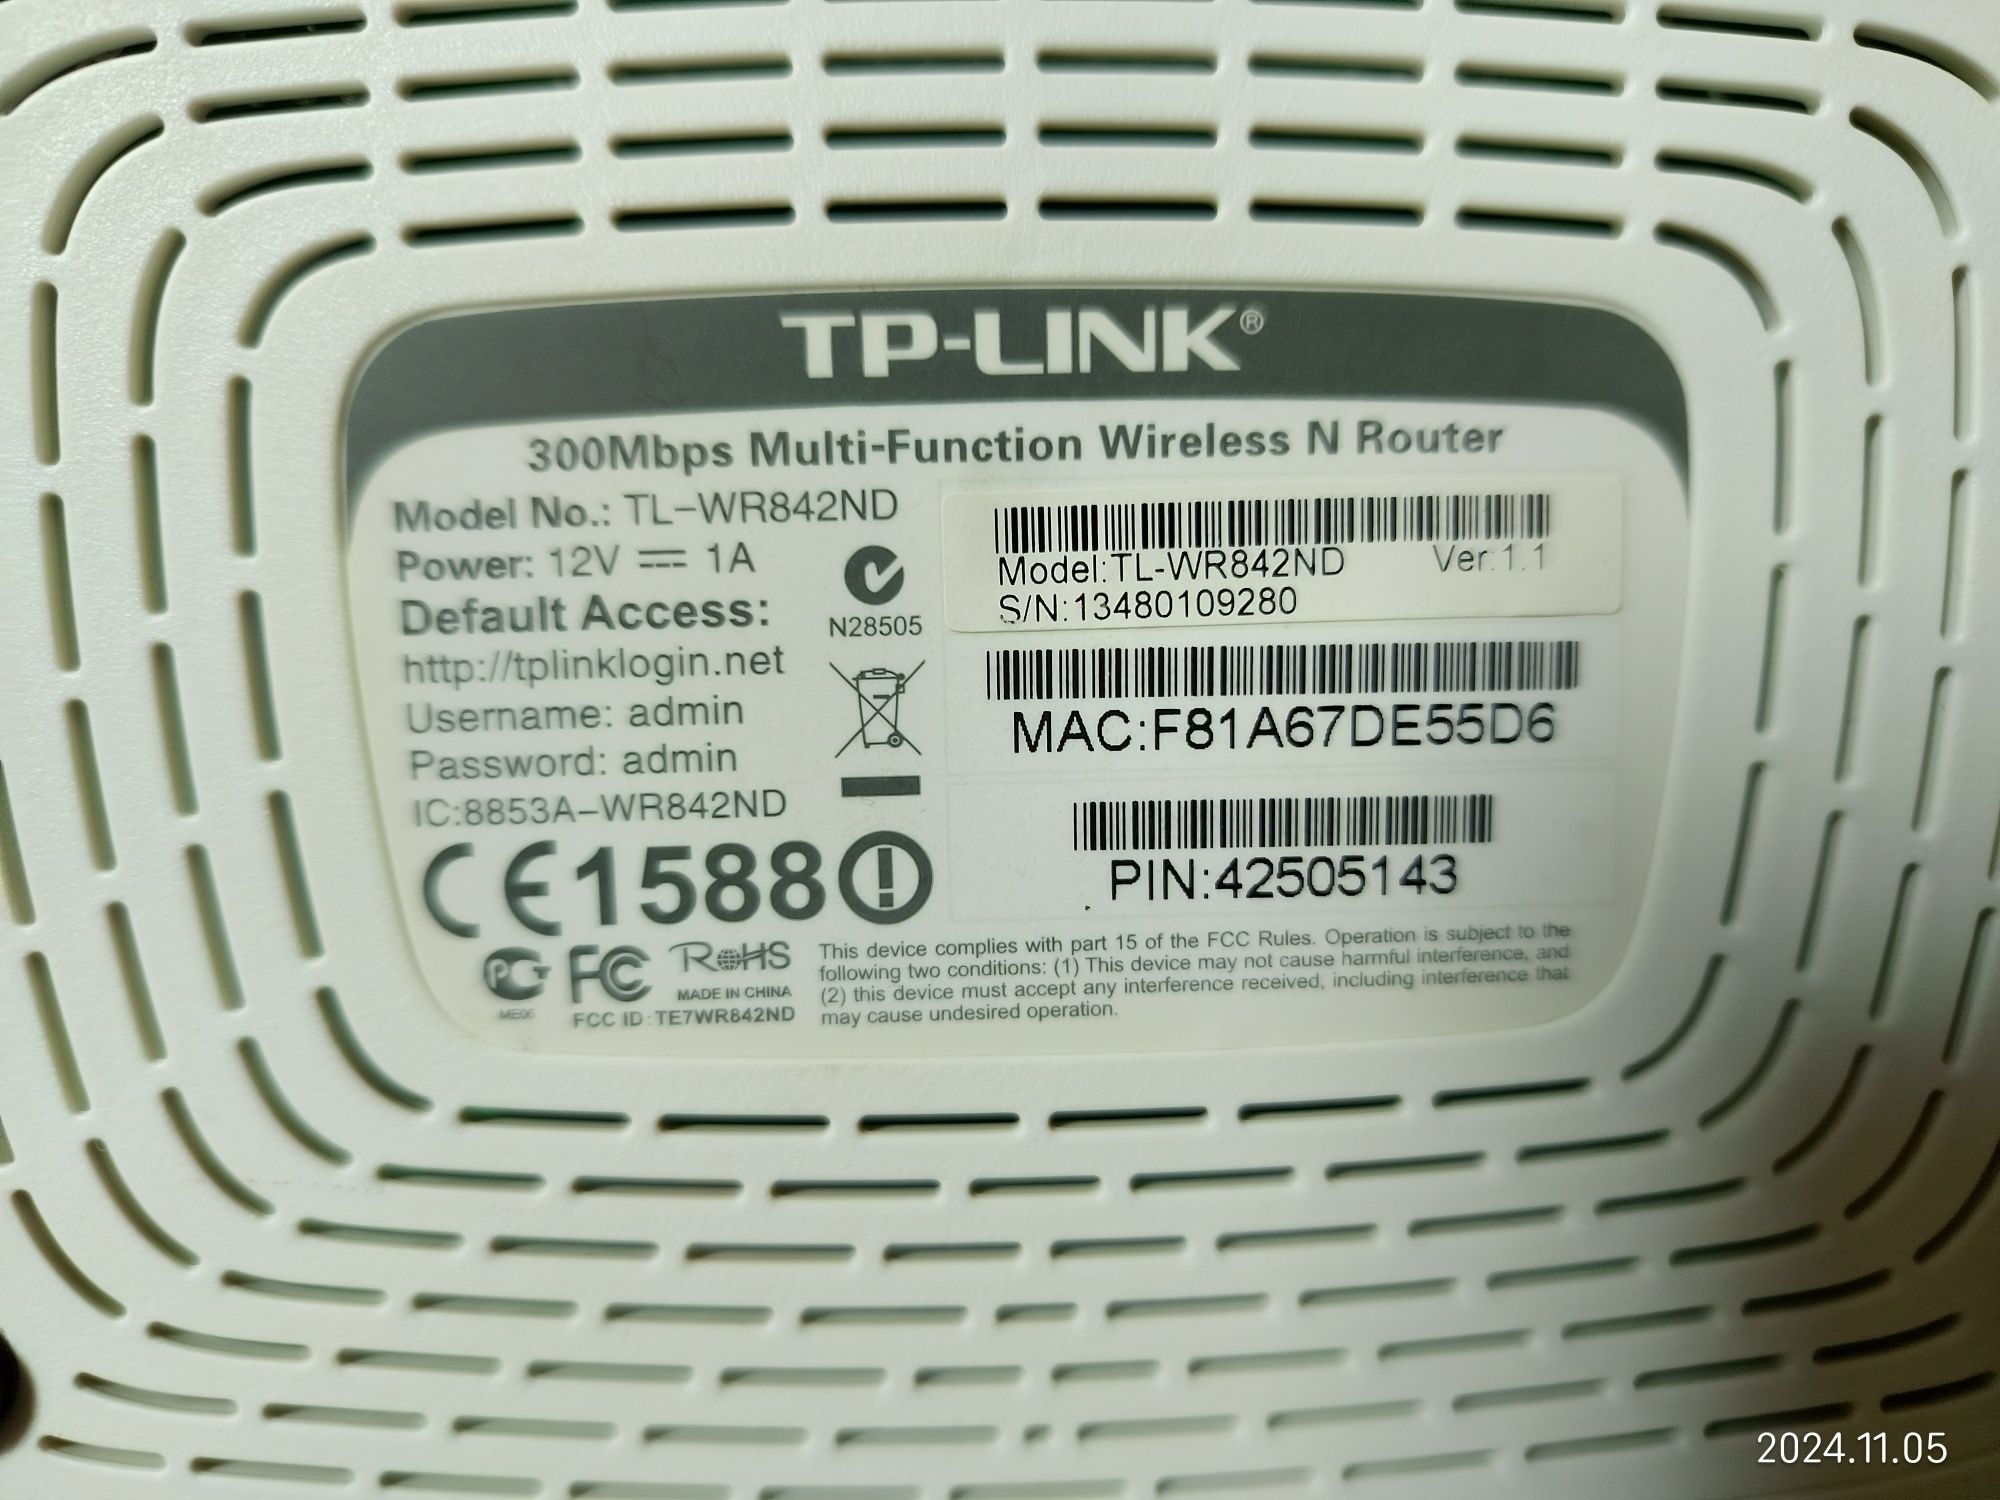 TP-LINK®
300Mbps Multi-Function Wireless N Router
Model No.: TL-WR842ND
Power: 12V ⎓ 1A
Default Access:
http://tplinklogin.net
Username: admin
Password: admin
IC:8853A-WR842ND
N28505
Model:TL-WR842ND Ver:1.1
S/N:13480109280
MAC:F81A67DE55D6
PIN:42505143
CE1588
PCT
ME06
FC
RoHS
MADE IN CHINA
FCC ID:TE7WR842ND
This device complies with part 15 of the FCC Rules. Operation is subject to the
following two conditions: (1) This device may not cause harmful interference, and
(2) this device must accept any interference received, including interference that
may cause undesired operation.
2024.11.05